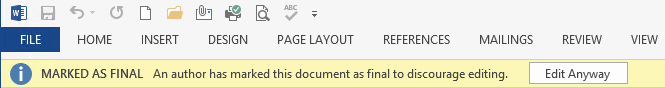 FILE HOME INSERT DESIGN PAGE LAYOUT REFERENCES MAILINGS REVIEW VIEW
MARKED AS FINAL An author has marked this document as final to discourage editing. Edit Anyway